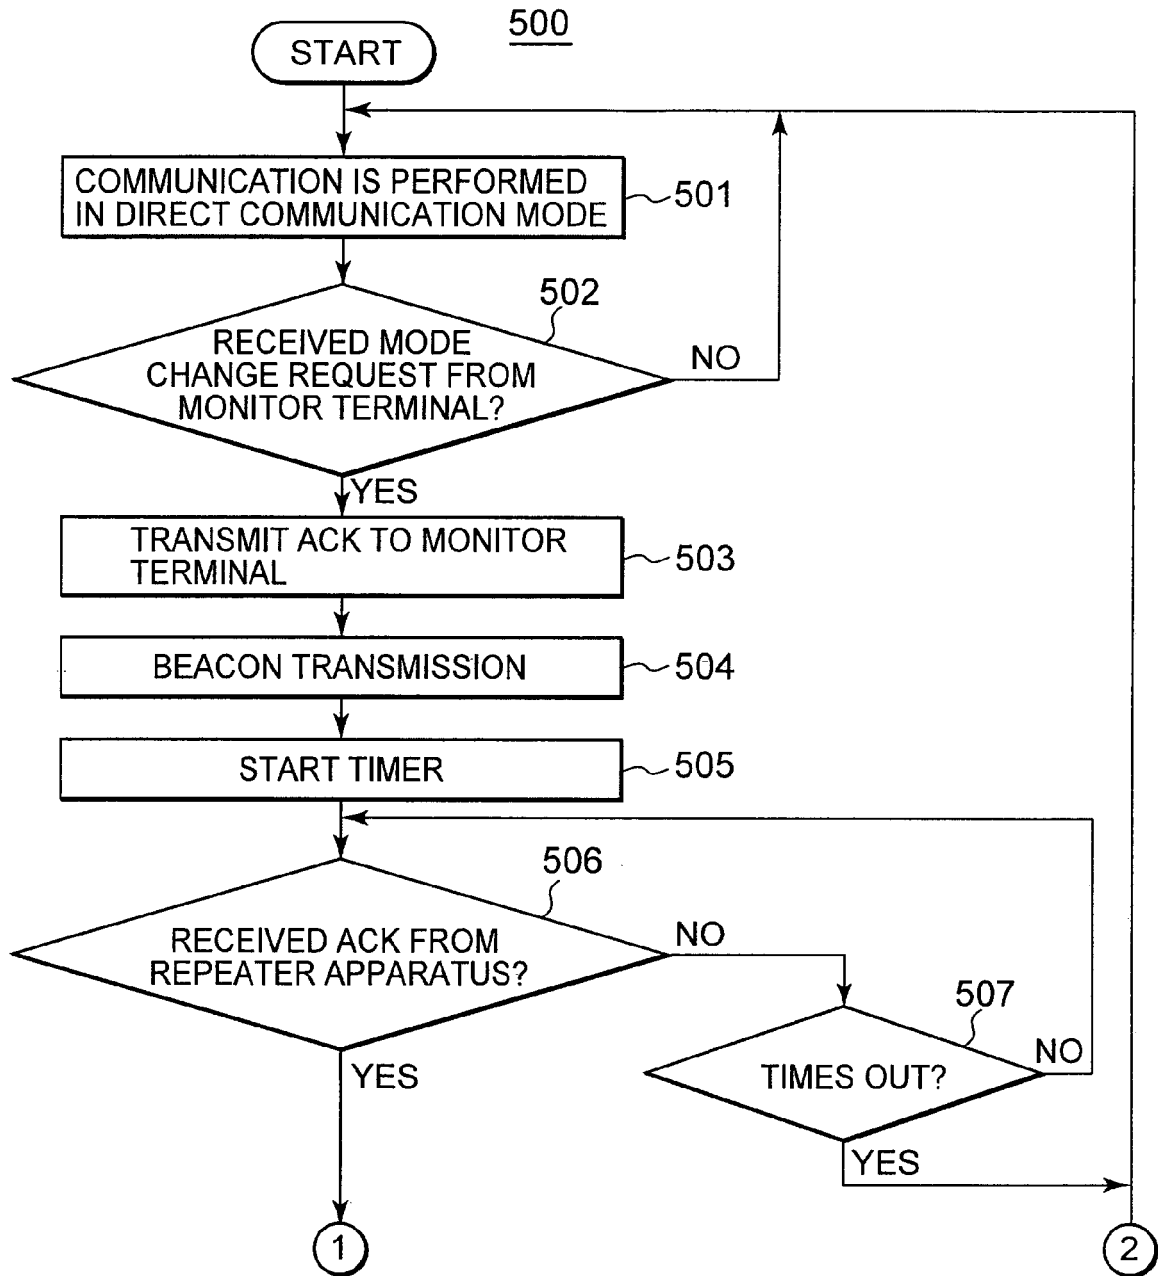 500
START
COMMUNICATION IS PERFORMED
IN DIRECT COMMUNICATION MODE
501
502
RECEIVED MODE
CHANGE REQUEST FROM
MONITOR TERMINAL?
NO
YES
TRANSMIT ACK TO MONITOR
TERMINAL
503
BEACON TRANSMISSION
504
START TIMER
505
506
RECEIVED ACK FROM
REPEATER APPARATUS?
NO
507
TIMES OUT?
NO
YES
YES
1
2